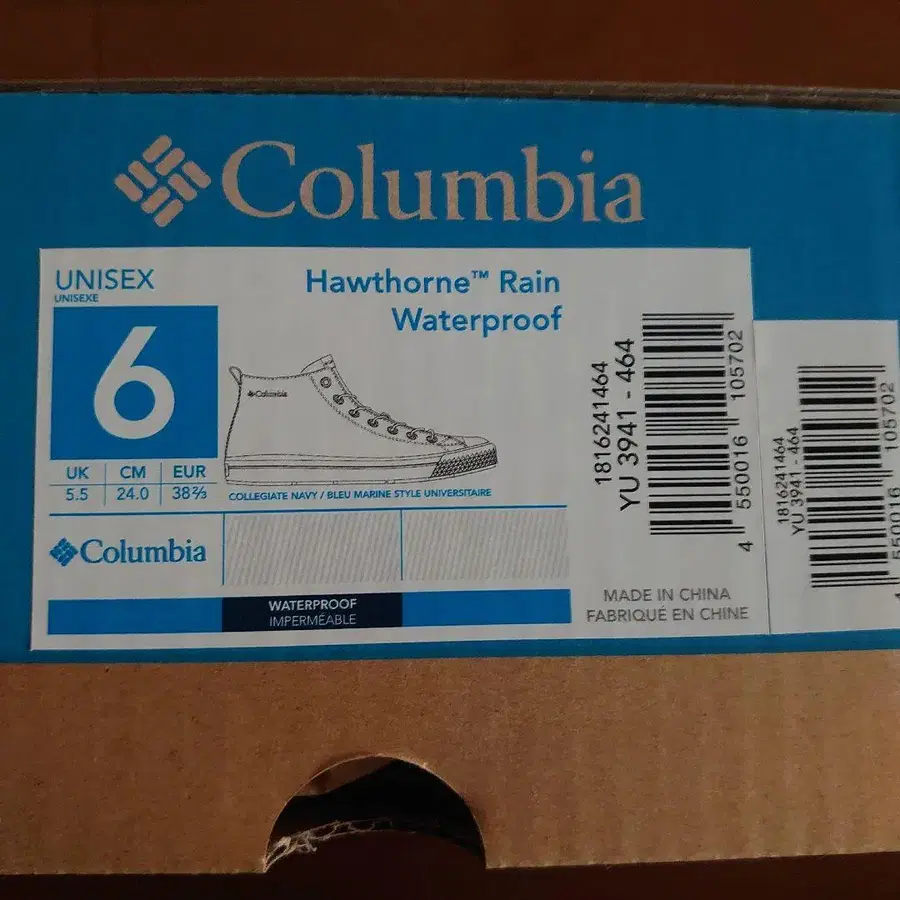 Columbia
UNISEX
UNISEXE
6
UK CM EUR
5.5 24.0 38⅔
Hawthorne™ Rain
Waterproof
Columbia
COLLEGIATE NAVY / BLEU MARINE STYLE UNIVERSITAIRE
Columbia
WATERPROOF
IMPERMÉABLE
1816241464
YU 3941 - 464
4 550016 105702
MADE IN CHINA
FABRIQUÉ EN CHINE
1816241464
YU 3941 - 464
4 550016 105702